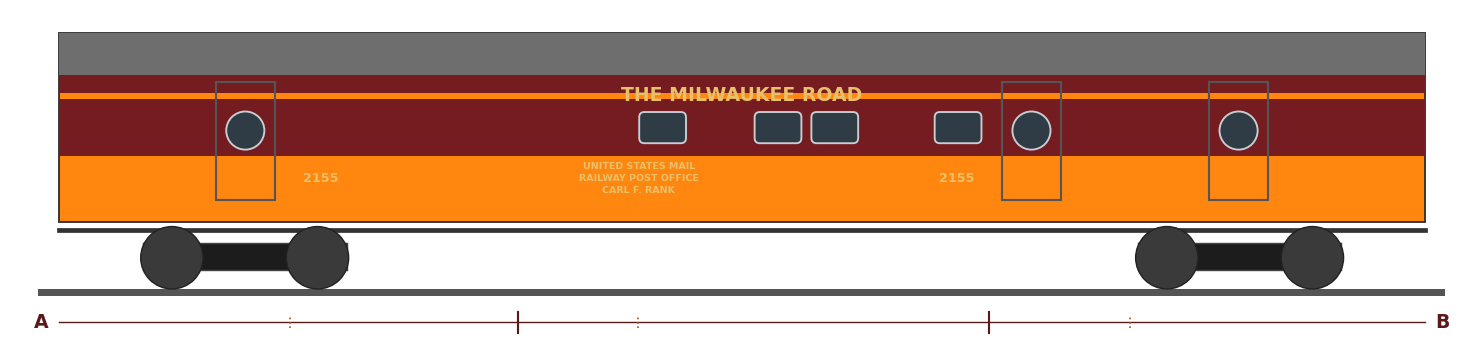 THE MILWAUKEE ROAD
UNITED STATES MAIL
RAILWAY POST OFFICE
CARL F. RANK
2155
2155
A
B